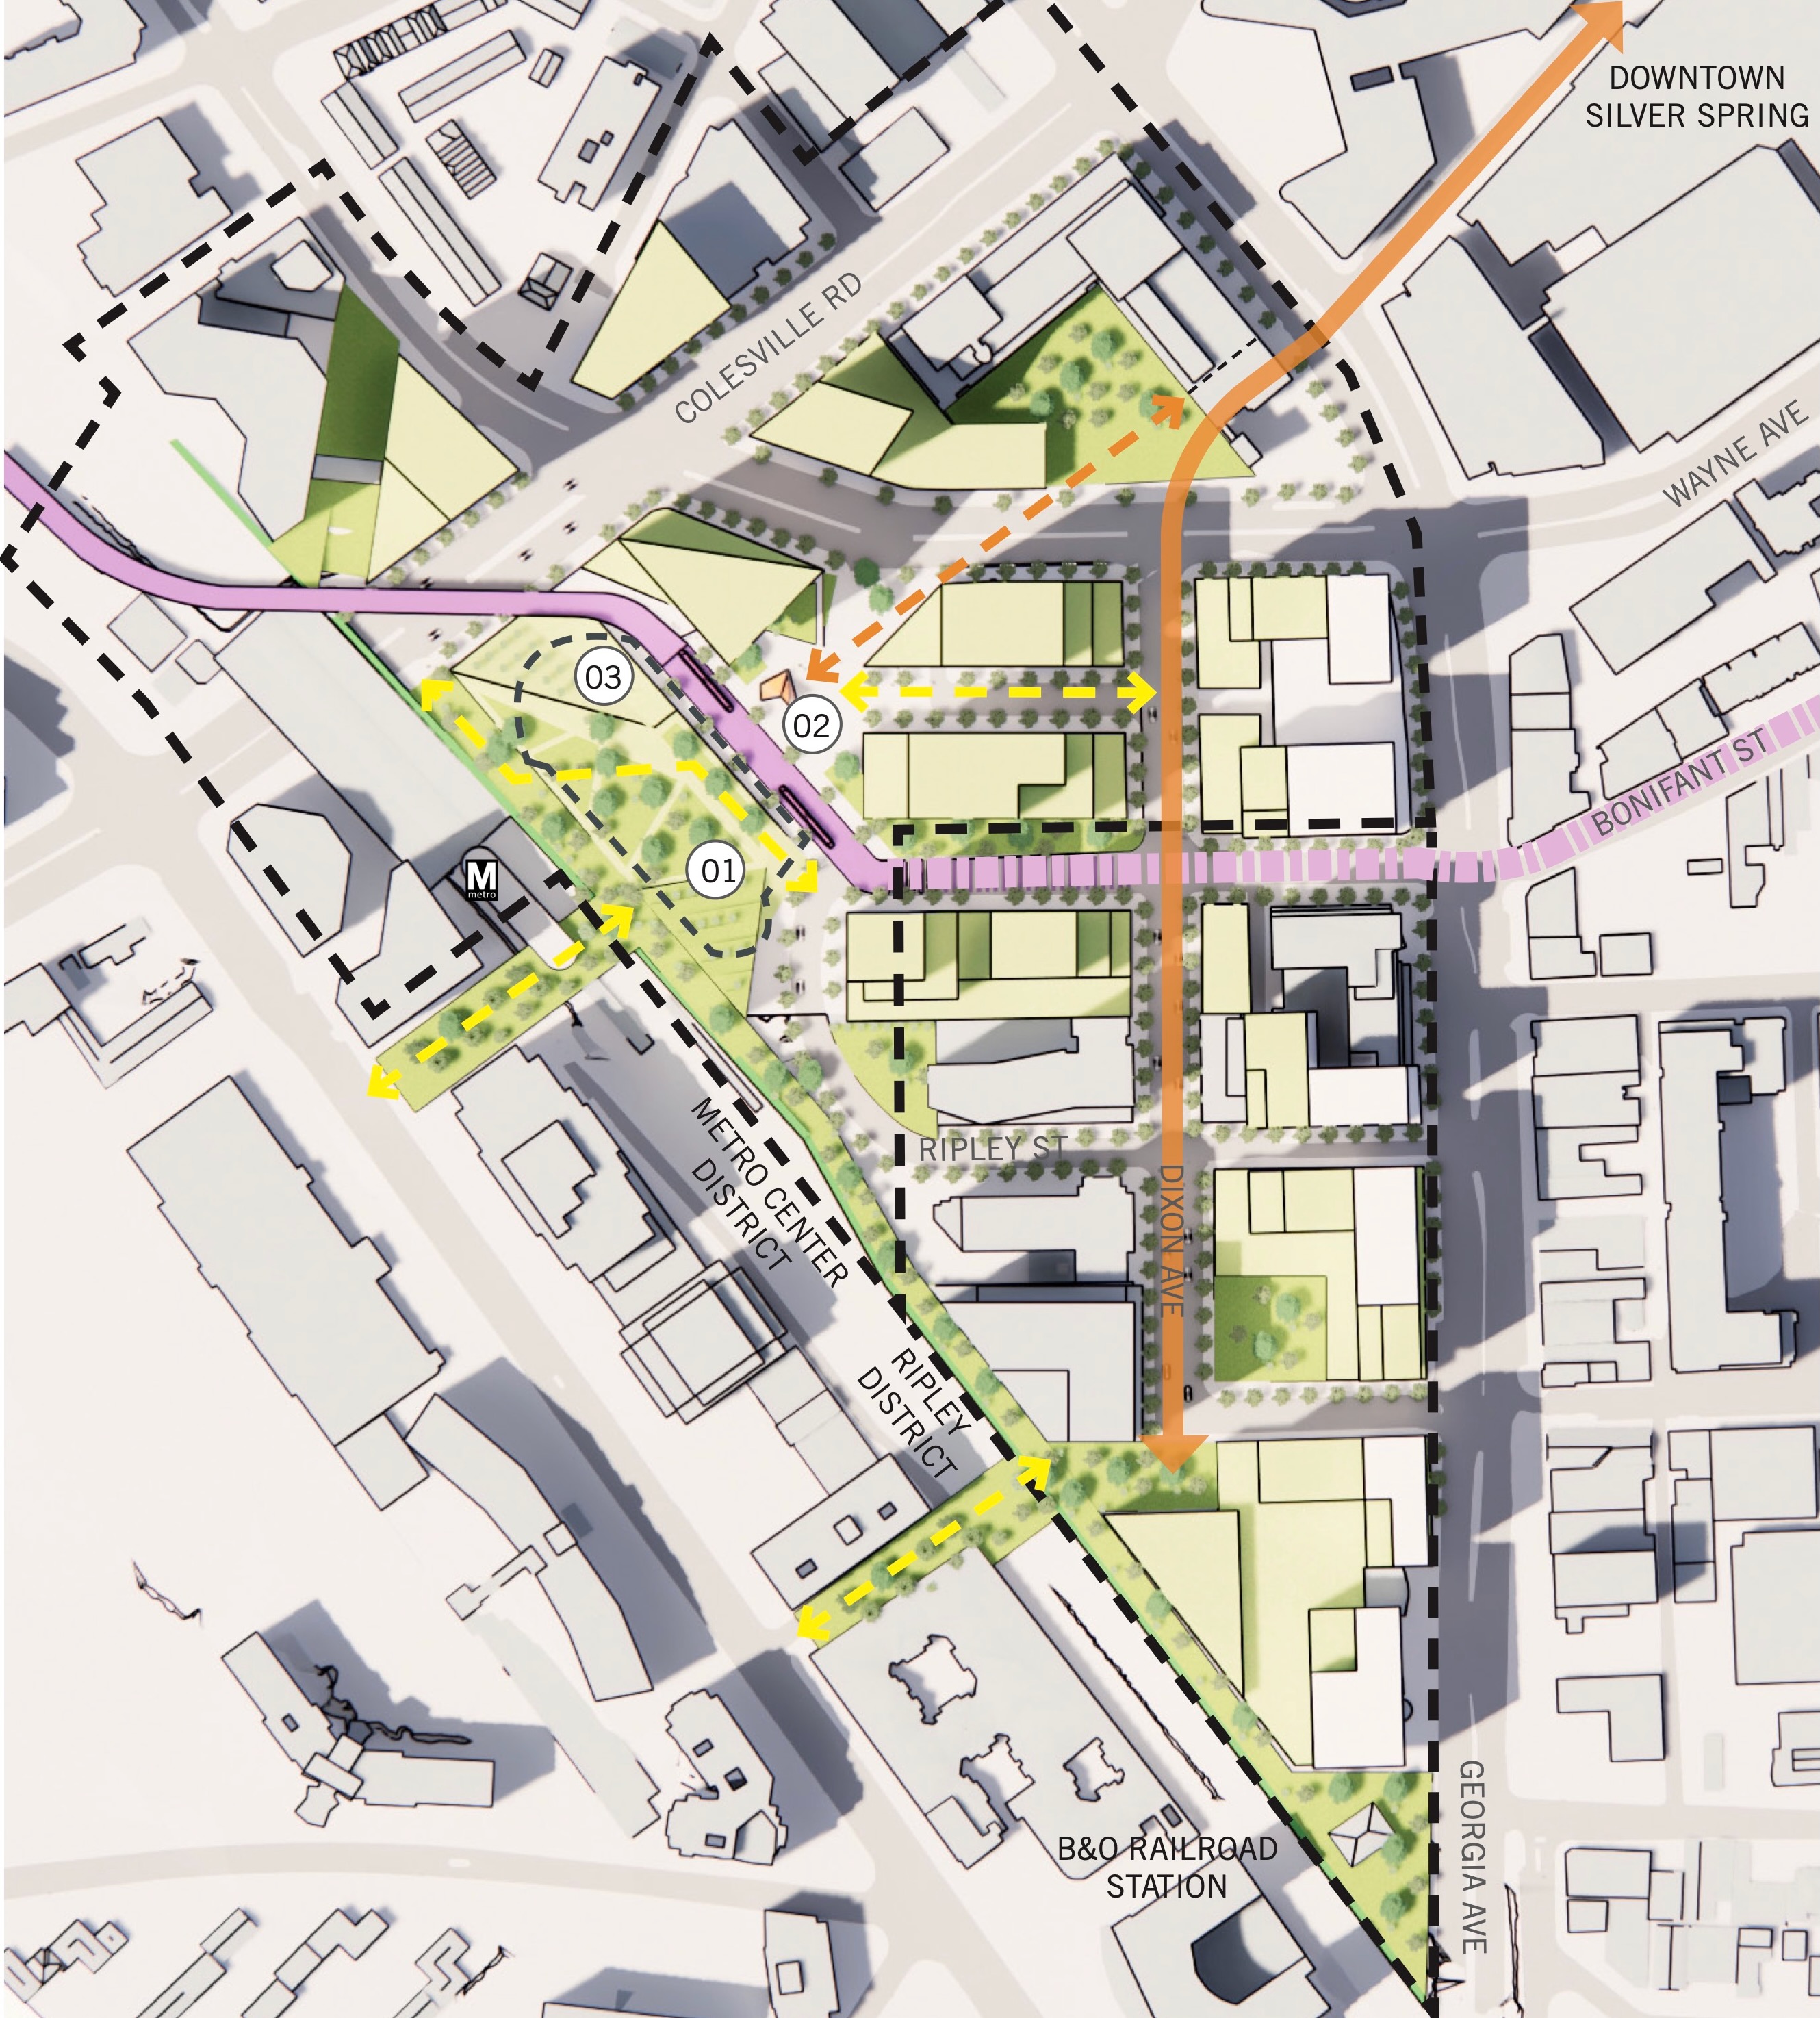 DOWNTOWN
SILVER SPRING
COLESVILLE RD
WAYNE AVE
03
02
BONIFANT ST
01
M
metro
METRO CENTER
DISTRICT
RIPLEY ST
DIXON AVE
RIPLEY
DISTRICT
GEORGIA AVE
B&O RAILROAD
STATION